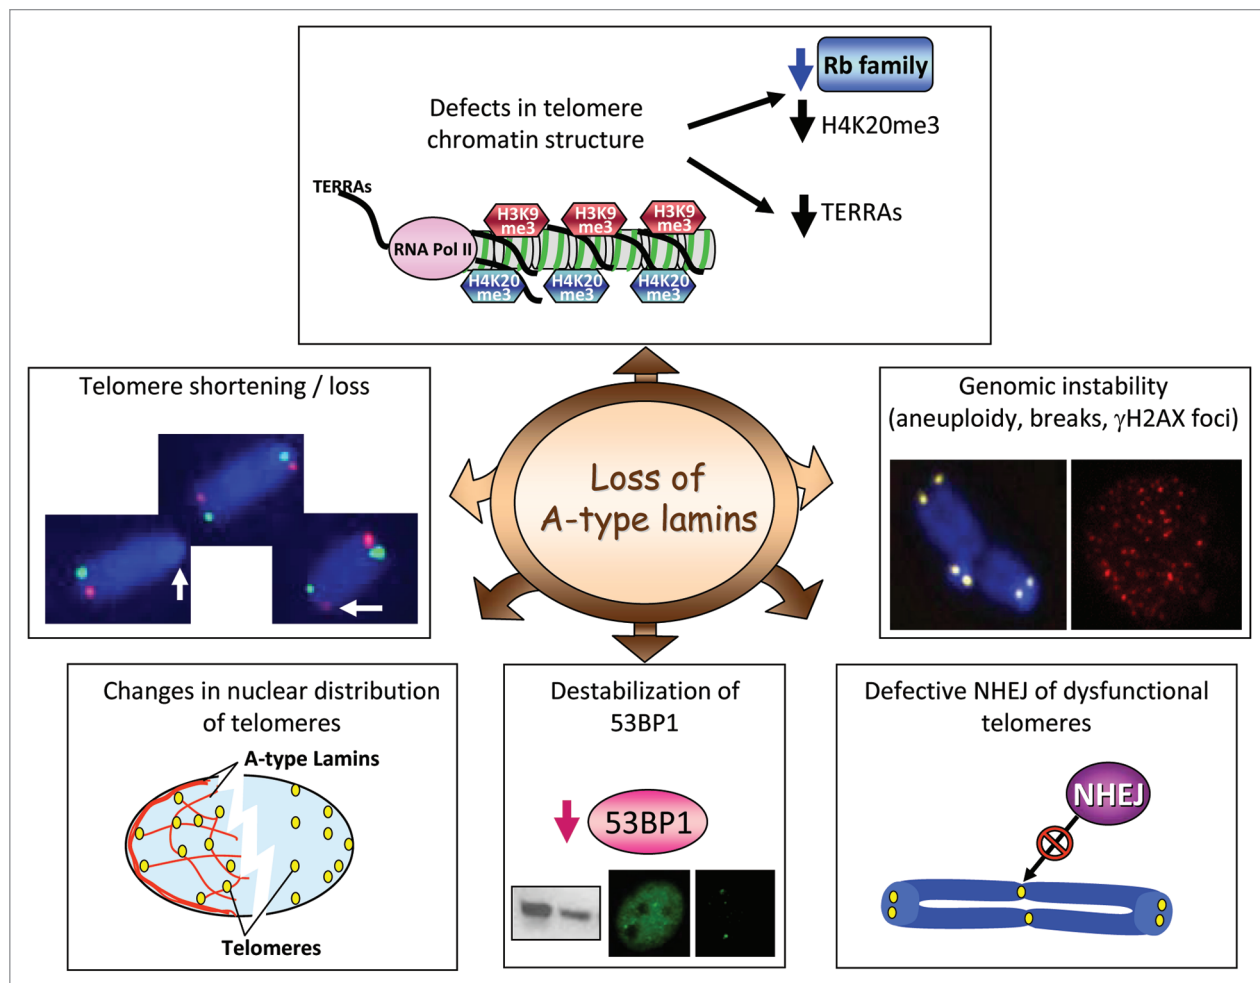 Defects in telomere
chromatin structure
Rb family
H4K20me3
TERRAs
TERRAs
RNA Pol II
H3K9
me3
H3K9
me3
H3K9
me3
H4K20
me3
H4K20
me3
H4K20
me3
Telomere shortening / loss
Loss of
A-type lamins
Genomic instability
(aneuploidy, breaks, γH2AX foci)
Changes in nuclear distribution
of telomeres
A-type Lamins
Telomeres
Destabilization of
53BP1
53BP1
Defective NHEJ of dysfunctional
telomeres
NHEJ